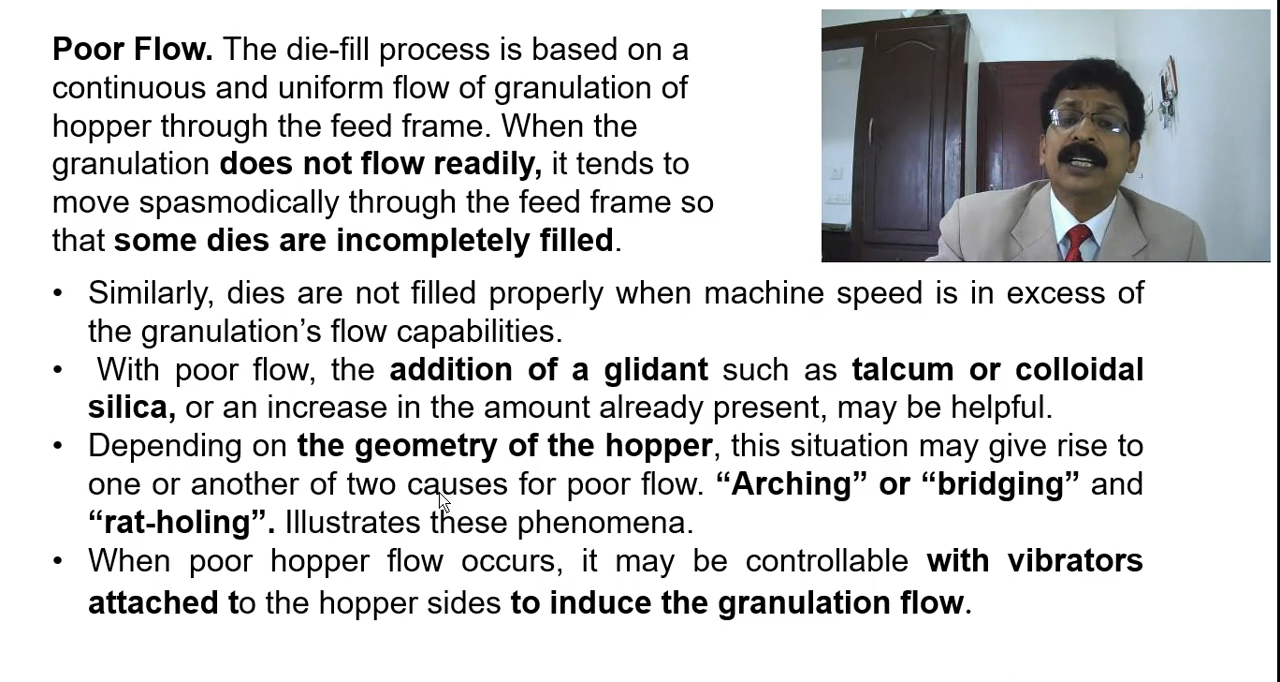 Poor Flow. The die-fill process is based on a
continuous and uniform flow of granulation of
hopper through the feed frame. When the
granulation does not flow readily, it tends to
move spasmodically through the feed frame so
that some dies are incompletely filled.
• Similarly, dies are not filled properly when machine speed is in excess of
the granulation’s flow capabilities.
• With poor flow, the addition of a glidant such as talcum or colloidal
silica, or an increase in the amount already present, may be helpful.
• Depending on the geometry of the hopper, this situation may give rise to
one or another of two causes for poor flow. “Arching” or “bridging” and
“rat-holing”. Illustrates these phenomena.
• When poor hopper flow occurs, it may be controllable with vibrators
attached to the hopper sides to induce the granulation flow.